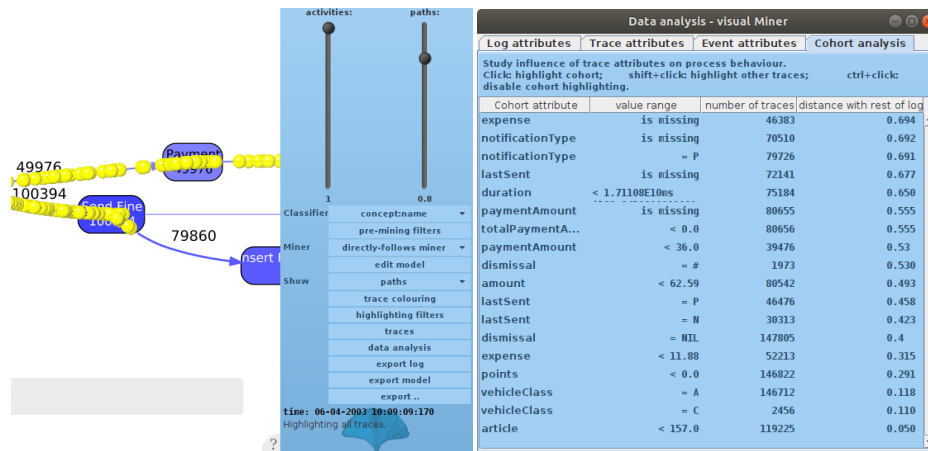 49976
Payment
49976
100394
Send Fine
79860
activities:
paths:
1
0.8
Classifier concept:name
pre-mining filters
Miner directly-follows miner
edit model
Show paths
trace colouring
highlighting filters
traces
data analysis
export log
export model
export ..
time: 06-04-2003 10:09:09:170
Highlighting all traces.
?
Data analysis - visual Miner
Log attributes Trace attributes Event attributes Cohort analysis
Study influence of trace attributes on process behaviour.
Click: highlight cohort; shift+click: highlight other traces; ctrl+click:
disable cohort highlighting.
Cohort attribute value range number of traces distance with rest of log
expense is missing 46383 0.694
notificationType is missing 70510 0.692
notificationType = P 79726 0.691
lastSent is missing 72141 0.677
duration < 1.71108E10ms 75184 0.650
paymentAmount is missing 80655 0.555
totalPaymentA... < 0.0 80656 0.555
paymentAmount < 36.0 39476 0.53
dismissal = # 1973 0.530
amount < 62.59 80542 0.493
lastSent = P 46476 0.458
lastSent = N 30313 0.423
dismissal = NIL 147805 0.4
expense < 11.88 52213 0.315
points < 0.0 146822 0.291
vehicleClass = A 146712 0.118
vehicleClass = C 2456 0.110
article < 157.0 119225 0.050